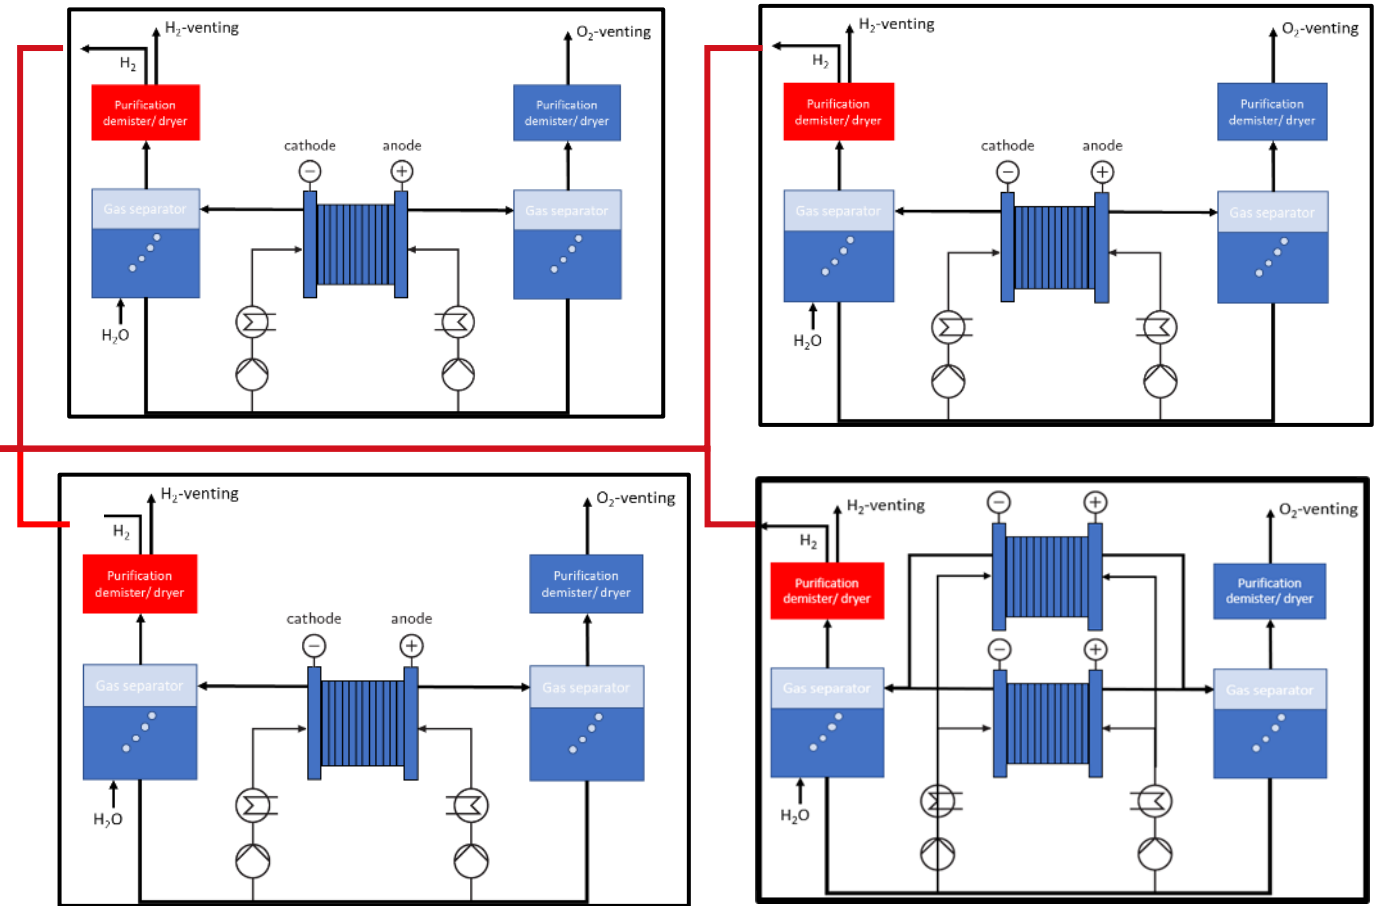 H₂-venting
O₂-venting
H₂
Purification
demister/ dryer
Purification
demister/ dryer
cathode
anode
−
+
Gas separator
Gas separator
H₂O
H₂-venting
O₂-venting
H₂
Purification
demister/ dryer
Purification
demister/ dryer
cathode
anode
−
+
Gas separator
Gas separator
H₂O
H₂-venting
O₂-venting
H₂
Purification
demister/ dryer
Purification
demister/ dryer
cathode
anode
−
+
Gas separator
Gas separator
H₂O
−
+
H₂-venting
O₂-venting
H₂
Purification
demister/ dryer
Purification
demister/ dryer
−
+
Gas separator
Gas separator
H₂O